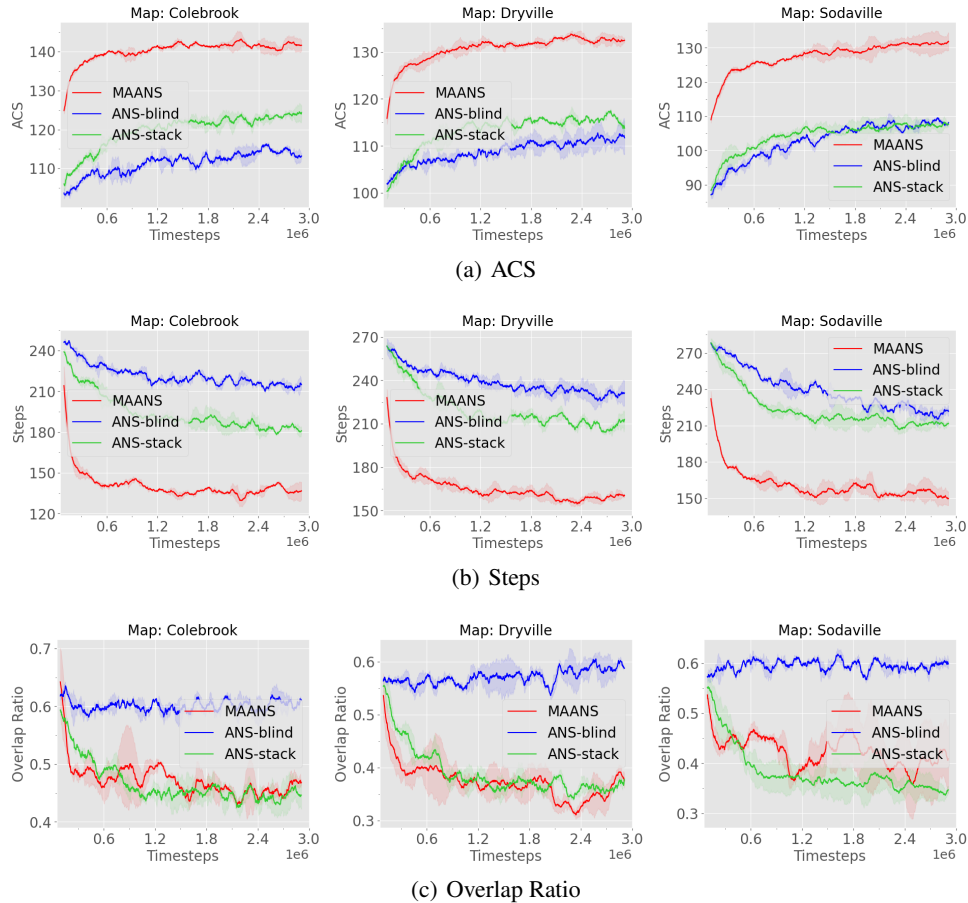 Map: Colebrook
Map: Dryville
Map: Sodaville
ACS
140
130
120
110
MAANS
ANS-blind
ANS-stack
0.6 1.2 1.8 2.4 3.0
Timesteps
1e6
ACS
130
120
110
100
MAANS
ANS-blind
ANS-stack
0.6 1.2 1.8 2.4 3.0
Timesteps
1e6
ACS
130
120
110
100
90
MAANS
ANS-blind
ANS-stack
0.6 1.2 1.8 2.4 3.0
Timesteps
1e6
(a) ACS
Map: Colebrook
Map: Dryville
Map: Sodaville
Steps
240
210
180
150
120
MAANS
ANS-blind
ANS-stack
0.6 1.2 1.8 2.4 3.0
Timesteps
1e6
Steps
270
240
210
180
150
MAANS
ANS-blind
ANS-stack
0.6 1.2 1.8 2.4 3.0
Timesteps
1e6
Steps
270
240
210
180
150
MAANS
ANS-blind
ANS-stack
0.6 1.2 1.8 2.4 3.0
Timesteps
1e6
(b) Steps
Map: Colebrook
Map: Dryville
Map: Sodaville
Overlap Ratio
0.7
0.6
0.5
0.4
MAANS
ANS-blind
ANS-stack
0.6 1.2 1.8 2.4 3.0
Timesteps
1e6
Overlap Ratio
0.6
0.5
0.4
0.3
MAANS
ANS-blind
ANS-stack
0.6 1.2 1.8 2.4 3.0
Timesteps
1e6
Overlap Ratio
0.6
0.5
0.4
0.3
MAANS
ANS-blind
ANS-stack
0.6 1.2 1.8 2.4 3.0
Timesteps
1e6
(c) Overlap Ratio